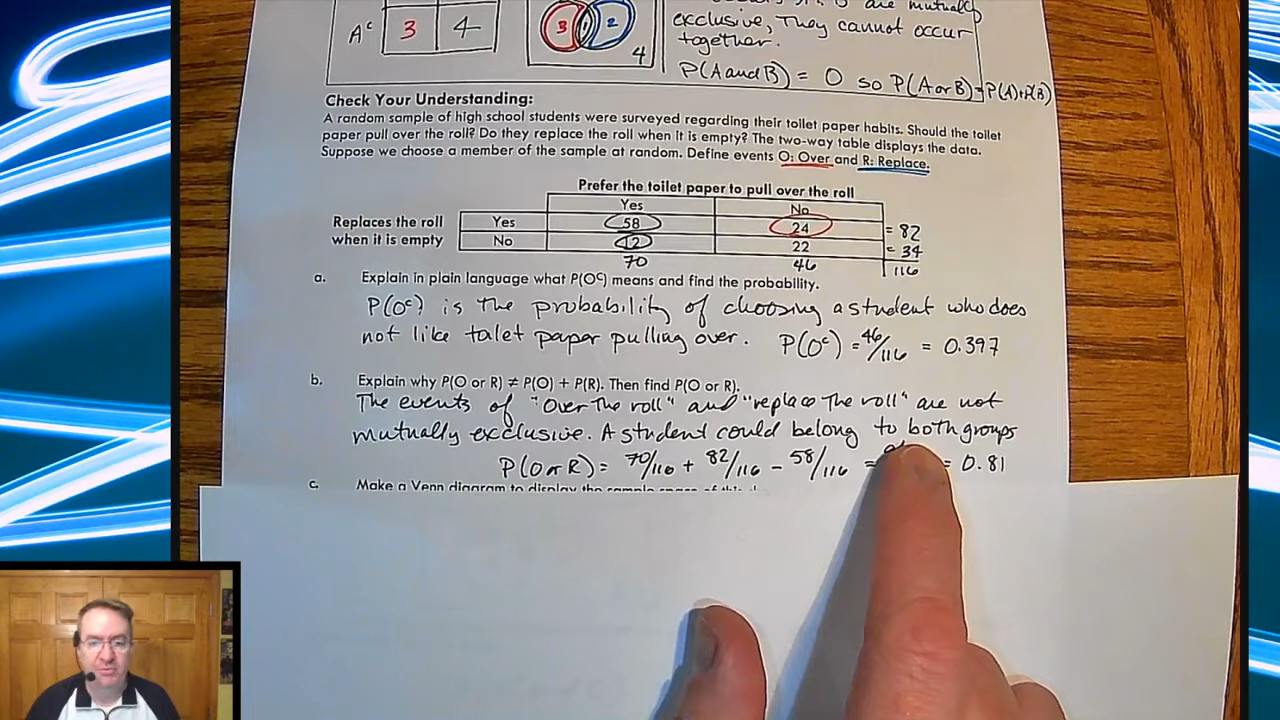 are mutually
Aᶜ 3 4
3 2 4
exclusive, They cannot occur
together.
P(A and B) = 0 so P(A or B) = P(A)+P(B)
Check Your Understanding:
A random sample of high school students were surveyed regarding their toilet paper habits. Should the toilet
paper pull over the roll? Do they replace the roll when it is empty? The two-way table displays the data.
Suppose we choose a member of the sample at random. Define events O: Over and R: Replace.
Prefer the toilet paper to pull over the roll
Yes No
Replaces the roll Yes 58 24 = 82
when it is empty No 12 22 = 34
70 46 116
a. Explain in plain language what P(Oᶜ) means and find the probability.
P(Oᶜ) is the probability of choosing a student who does
not like toilet paper pulling over. P(Oᶜ) = 46/116 = 0.397
b. Explain why P(O or R) ≠ P(O) + P(R). Then find P(O or R).
The events of "Over The roll" and "replace The roll" are not
mutually exclusive. A student could belong to both groups
P(O or R) = 70/116 + 82/116 - 58/116 = = 0.81
c. Make a Venn diagram to display the sample space of this